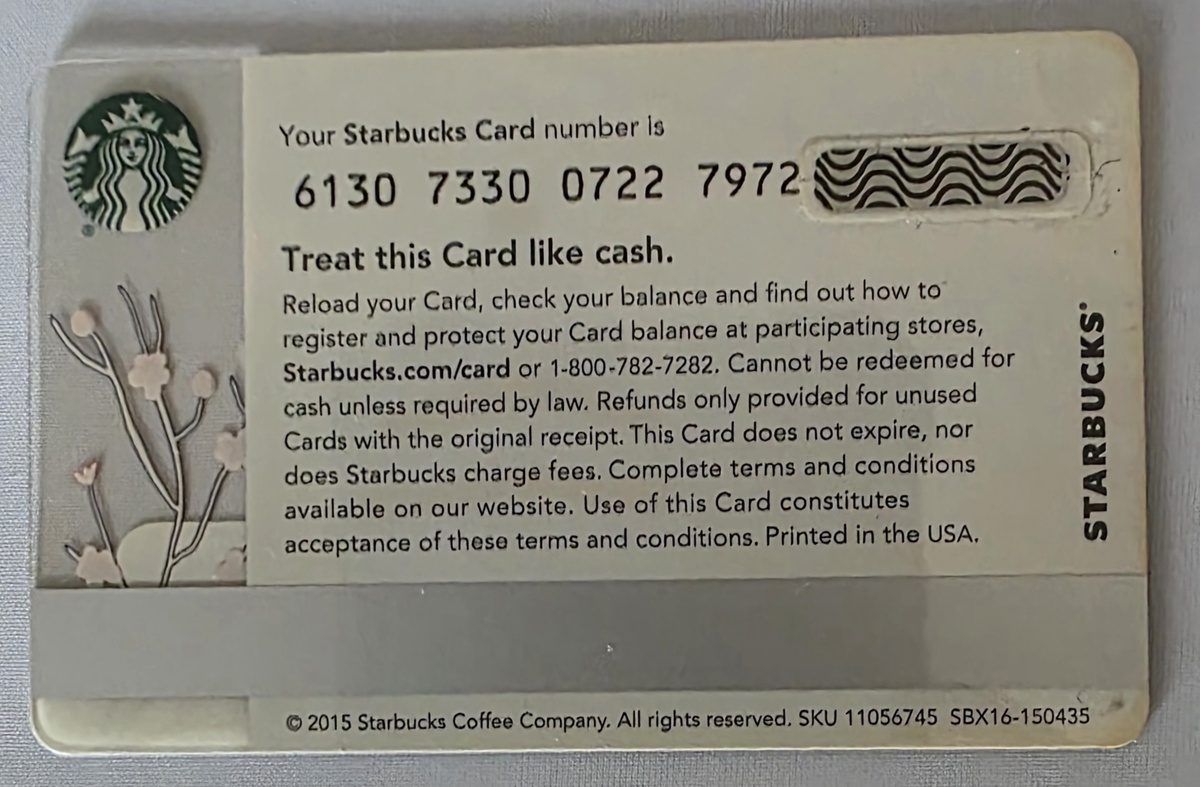 Your Starbucks Card number is
6130 7330 0722 7972
Treat this Card like cash.
Reload your Card, check your balance and find out how to
register and protect your Card balance at participating stores,
Starbucks.com/card or 1-800-782-7282. Cannot be redeemed for
cash unless required by law. Refunds only provided for unused
Cards with the original receipt. This Card does not expire, nor
does Starbucks charge fees. Complete terms and conditions
available on our website. Use of this Card constitutes
acceptance of these terms and conditions. Printed in the USA.
STARBUCKS®
© 2015 Starbucks Coffee Company. All rights reserved. SKU 11056745 SBX16-150435